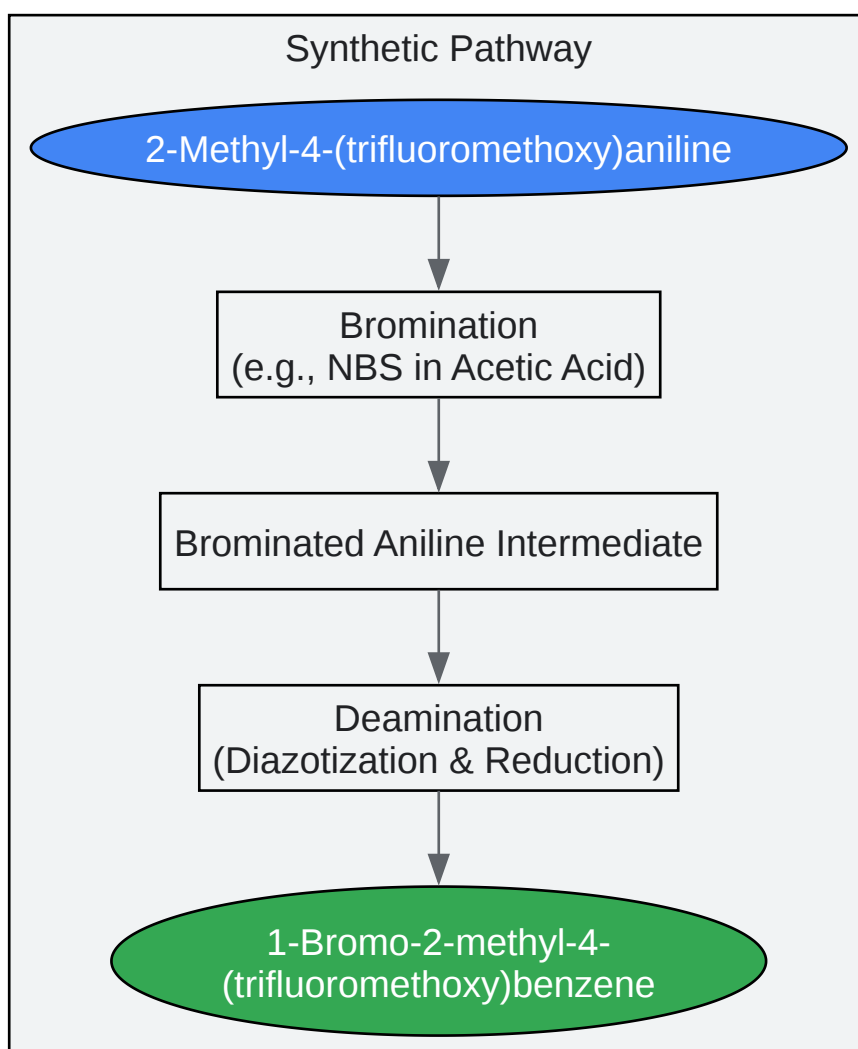 Synthetic Pathway
2-Methyl-4-(trifluoromethoxy)aniline
Bromination
(e.g., NBS in Acetic Acid)
Brominated Aniline Intermediate
Deamination
(Diazotization & Reduction)
1-Bromo-2-methyl-4-
(trifluoromethoxy)benzene